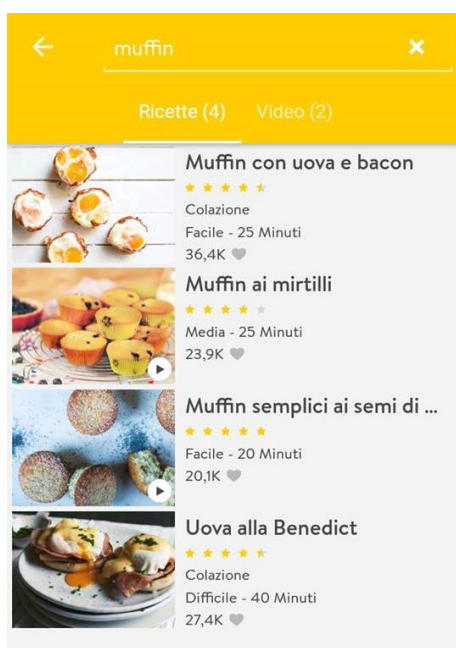 muffin
Ricette (4) Video (2)
Muffin con uova e bacon
Colazione
Facile - 25 Minuti
36,4K
Muffin ai mirtilli
Media - 25 Minuti
23,9K
Muffin semplici ai semi di ...
Facile - 20 Minuti
20,1K
Uova alla Benedict
Colazione
Difficile - 40 Minuti
27,4K